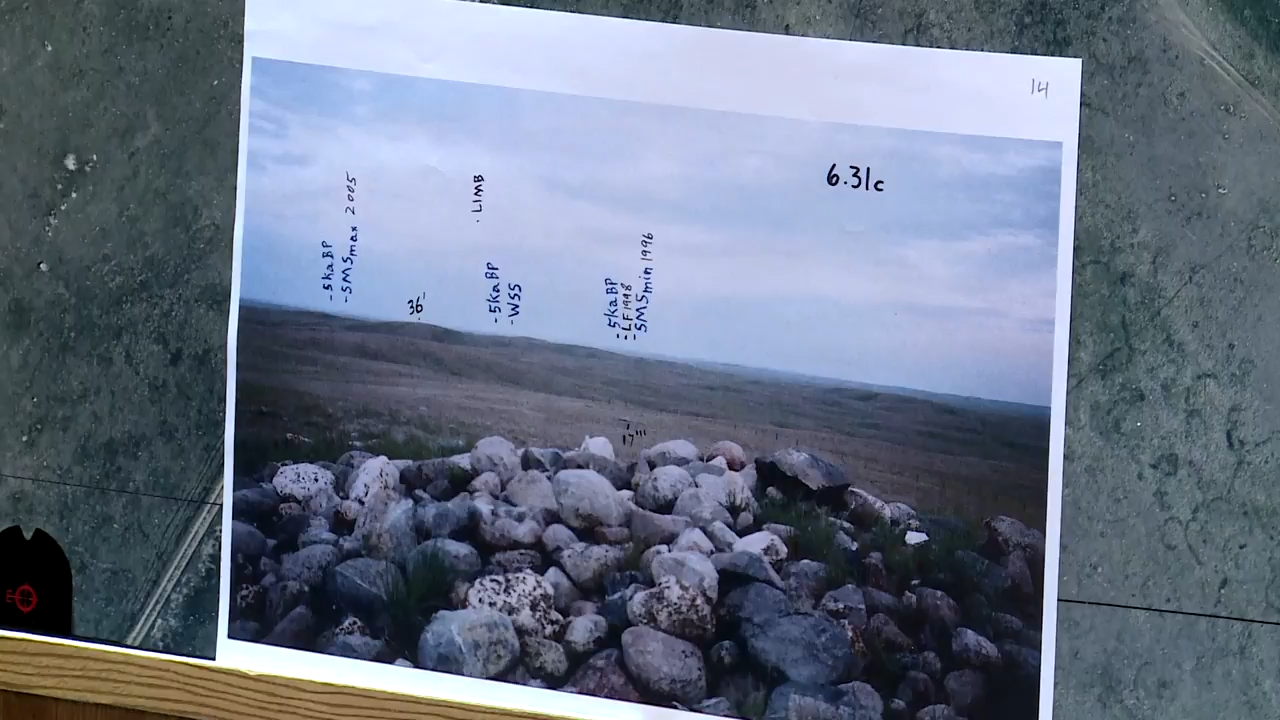 14
6.31c
-5kaBP
-SMSmax 2005
36'
. LIMB
-5kaBP
-WSS
-5kaBP
-LF1998
-SMSmin 1996
17'''
E